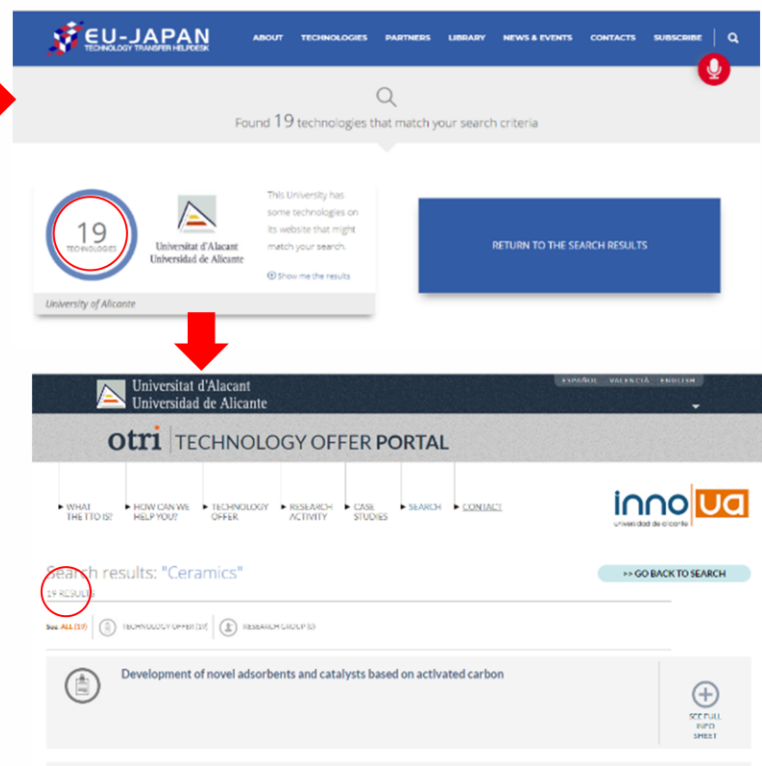 EU-JAPAN
TECHNOLOGY TRANSFER HELPDESK
ABOUT TECHNOLOGIES PARTNERS LIBRARY NEWS & EVENTS CONTACTS SUBSCRIBE
Found 19 technologies that match your search criteria
19
TECHNOLOGIES
Universitat d'Alacant
Universidad de Alicante
This University has
some technologies on
its website that might
match your search.
Show me the results
University of Alicante
RETURN TO THE SEARCH RESULTS
Universitat d'Alacant
Universidad de Alicante
ESPAÑOL VALENCIÀ ENGLISH
otri TECHNOLOGY OFFER PORTAL
WHAT
THE TTO IS?
HOW CAN WE
HELP YOU?
TECHNOLOGY
OFFER
RESEARCH
ACTIVITY
CASE
STUDIES
SEARCH
CONTACT
inno ua
universidad de alicante
Search results: "Ceramics"
19 RESULTS
>> GO BACK TO SEARCH
See: ALL (19) TECHNOLOGY OFFER (19) RESEARCH GROUP (0)
Development of novel adsorbents and catalysts based on activated carbon
SEE FULL
INFO
SHEET